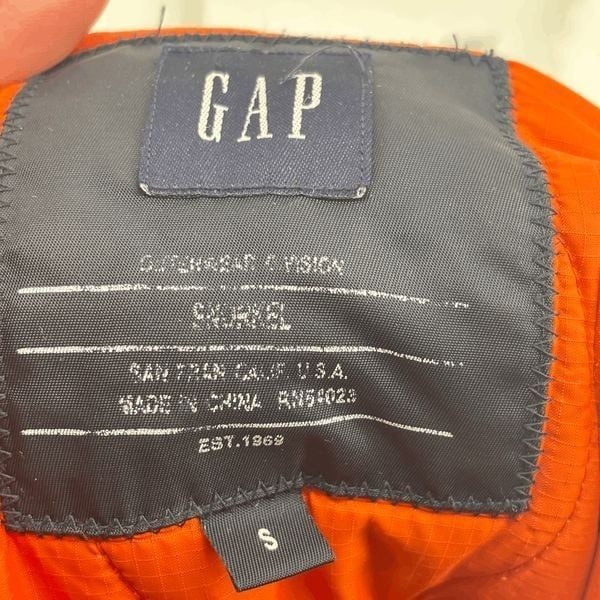 GAP
OUTERWEAR DIVISION
SNORKEL
SAN FRAN CALIF. U.S.A.
MADE IN CHINA RN54023
EST.1969
S